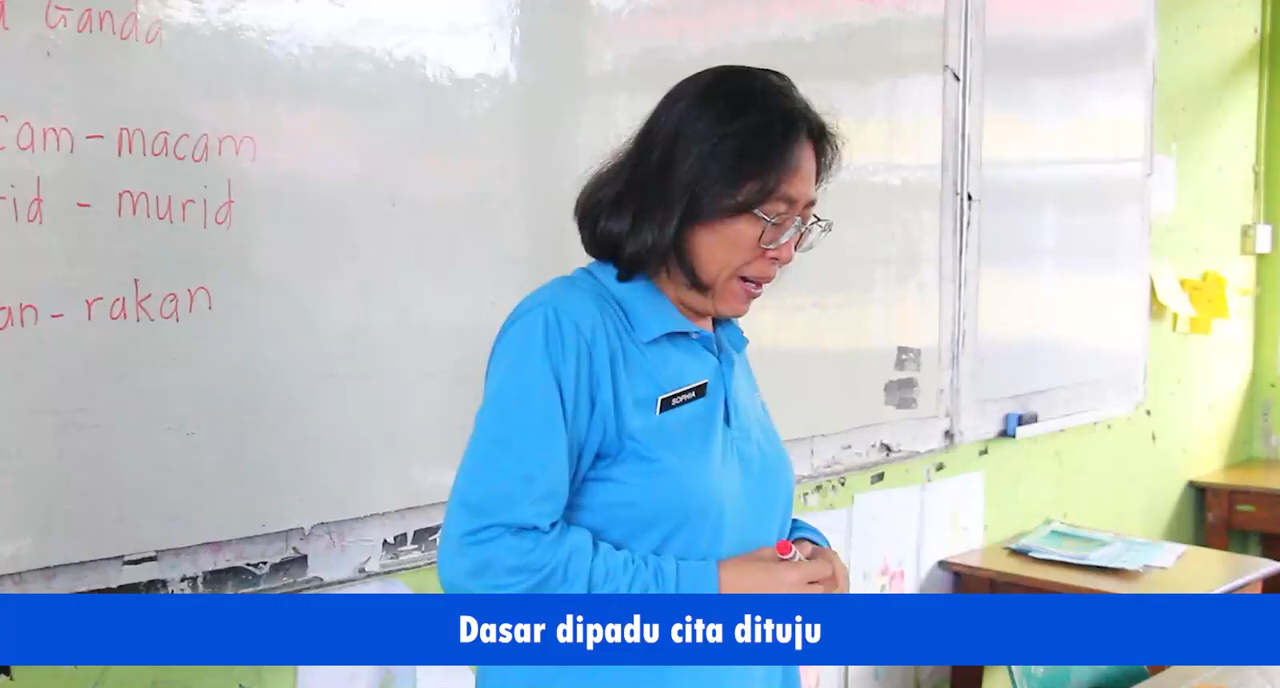 Ganda
cam - macam
rid - murid
an - rakan
SOPHIA
Dasar dipadu cita dituju